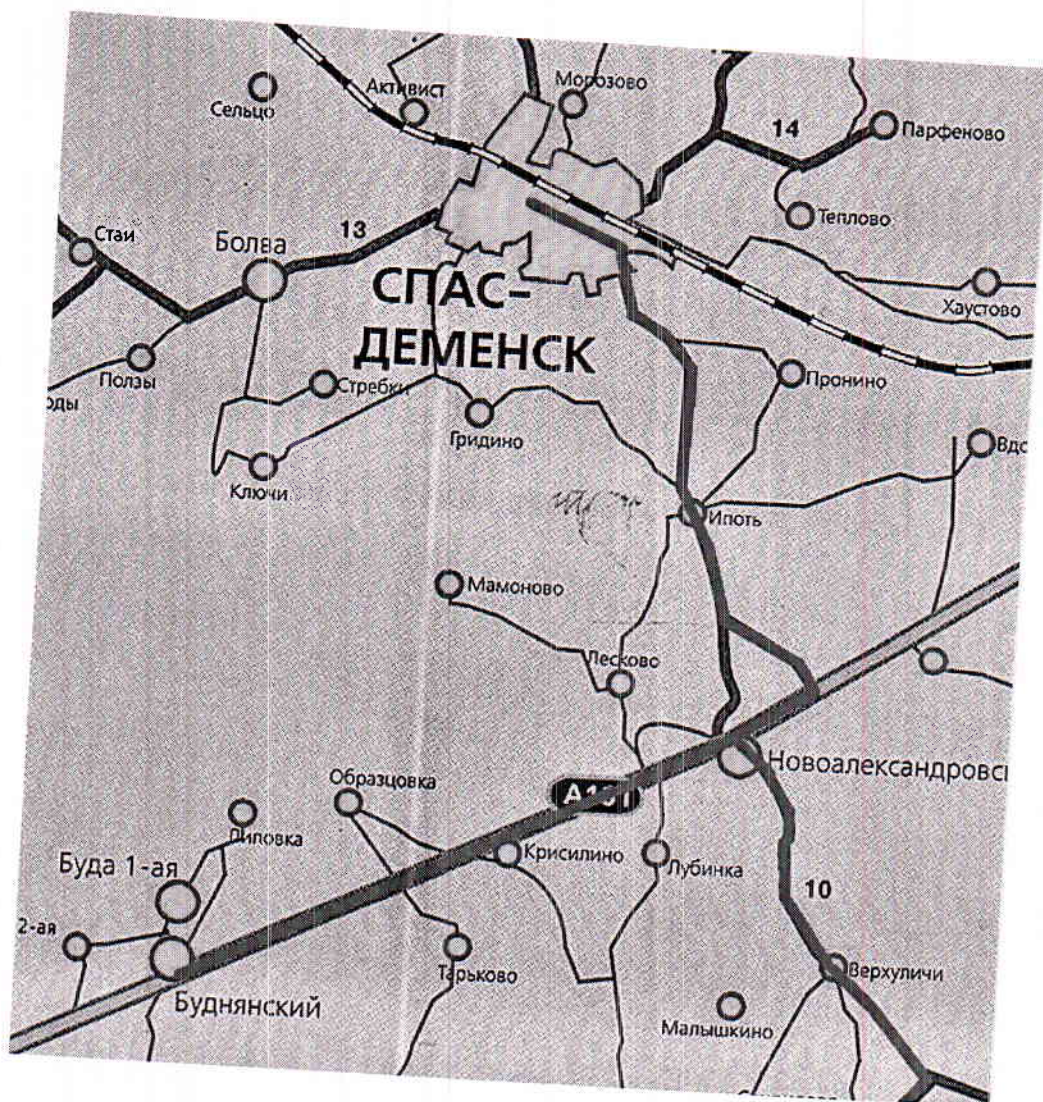 Сельцо
Активист
Морозово
14
Парфеново
Теплово
Стаи
Болва
13
СПАС-
ДЕМЕНСК
Хаустово
Ползы
Стребки
Гридино
Пронино
Ключи
Ипоть
Мамоново
Лесково
Новоалександровс
Образцовка
Липовка
Крисилино
Лубинка
Буда 1-ая
10
2-ая
Тарьково
Верхуличи
Буднянский
Малышкино